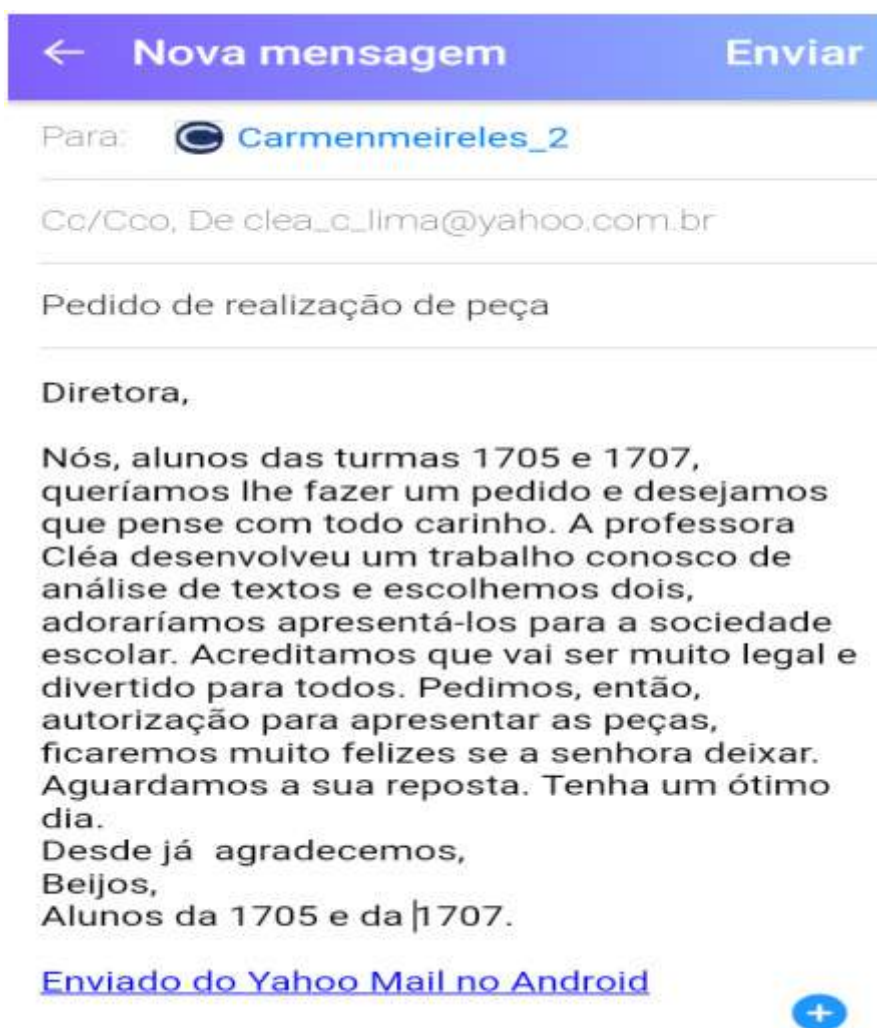 ← Nova mensagem Enviar
Para: Carmenmeireles_2
Cc/Cco, De clea_c_lima@yahoo.com.br
Pedido de realização de peça
Diretora,
Nós, alunos das turmas 1705 e 1707,
queríamos lhe fazer um pedido e desejamos
que pense com todo carinho. A professora
Cléa desenvolveu um trabalho conosco de
análise de textos e escolhemos dois,
adoraríamos apresentá-los para a sociedade
escolar. Acreditamos que vai ser muito legal e
divertido para todos. Pedimos, então,
autorização para apresentar as peças,
ficaremos muito felizes se a senhora deixar.
Aguardamos a sua reposta. Tenha um ótimo
dia.
Desde já agradecemos,
Beijos,
Alunos da 1705 e da 1707.
Enviado do Yahoo Mail no Android